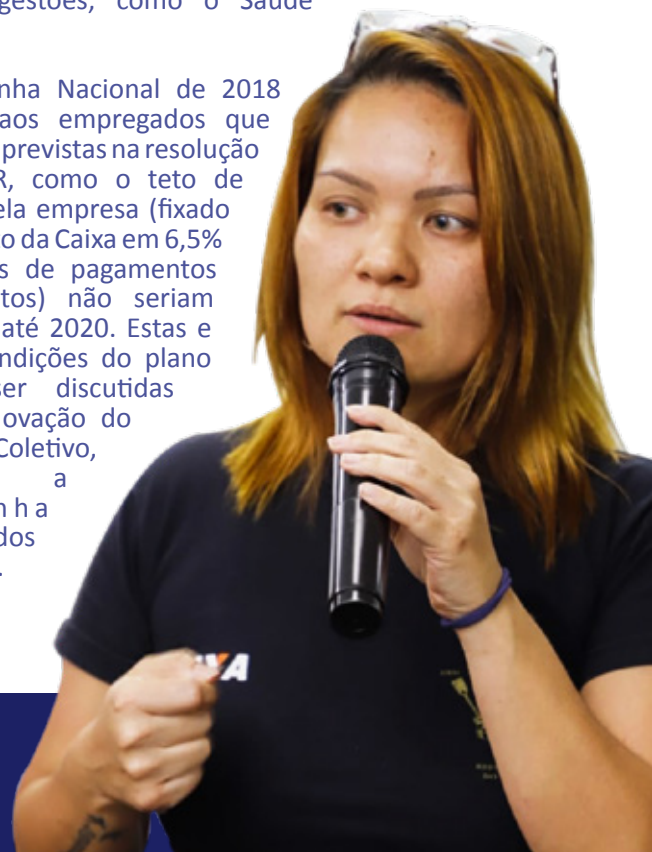 gestões, como o Saúde
nha Nacional de 2018
aos empregados que
previstas na resolução
R, como o teto de
ela empresa (fixado
o da Caixa em 6,5%
s de pagamentos
tos) não seriam
até 2020. Estas e
ndições do plano
ser discutidas
ovação do
Coletivo,
a
nha
dos
.
XA